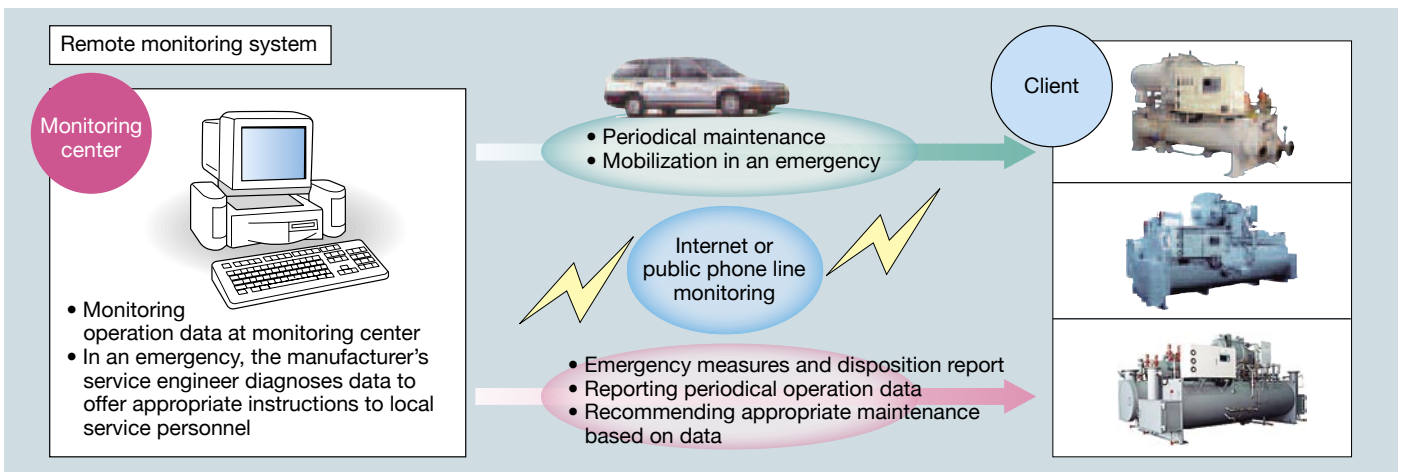 Remote monitoring system
Monitoring
center
• Monitoring
operation data at monitoring center
• In an emergency, the manufacturer's
service engineer diagnoses data to
offer appropriate instructions to local
service personnel
• Periodical maintenance
• Mobilization in an emergency
Internet or
public phone line
monitoring
• Emergency measures and disposition report
• Reporting periodical operation data
• Recommending appropriate maintenance
based on data
Client